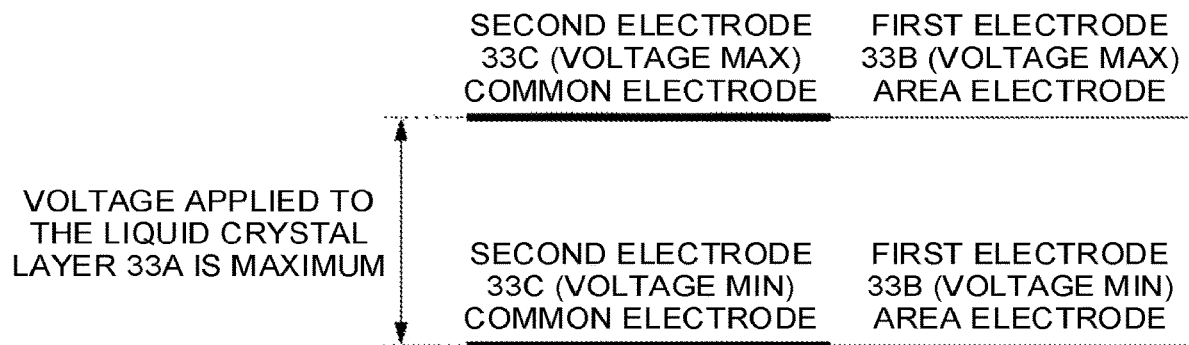 SECOND ELECTRODE
33C (VOLTAGE MAX)
COMMON ELECTRODE
FIRST ELECTRODE
33B (VOLTAGE MAX)
AREA ELECTRODE
VOLTAGE APPLIED TO
THE LIQUID CRYSTAL
LAYER 33A IS MAXIMUM
SECOND ELECTRODE
33C (VOLTAGE MIN)
COMMON ELECTRODE
FIRST ELECTRODE
33B (VOLTAGE MIN)
AREA ELECTRODE